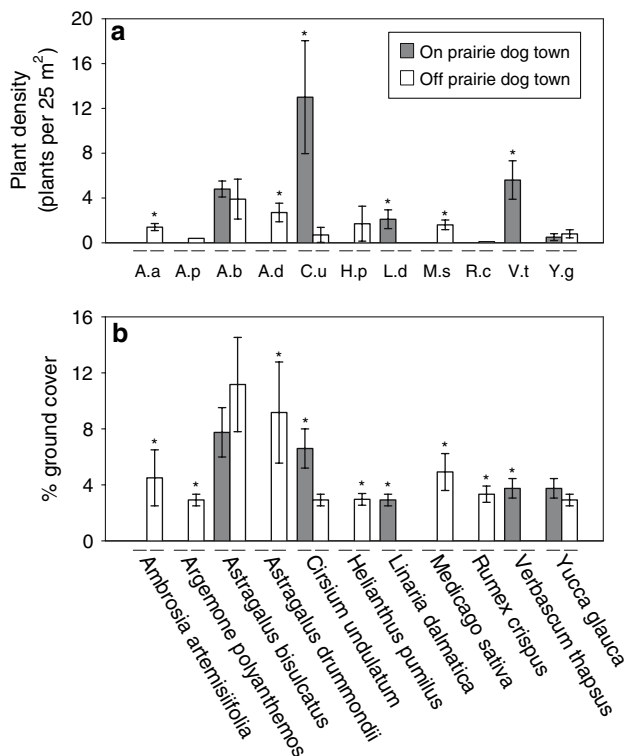 a
Plant density
(plants per 25 m²)
20
16
12
8
4
0
On prairie dog town
Off prairie dog town
*
*
*
*
*
*
A.a A.p A.b A.d C.u H.p L.d M.s R.c V.t Y.g
b
% ground cover
16
12
8
4
0
*
*
*
*
*
*
*
*
*
Ambrosia artemisiifolia
Argemone polyanthemos
Astragalus bisulcatus
Astragalus drummondii
Cirsium undulatum
Helianthus pumilus
Linaria dalmatica
Medicago sativa
Rumex crispus
Verbascum thapsus
Yucca glauca